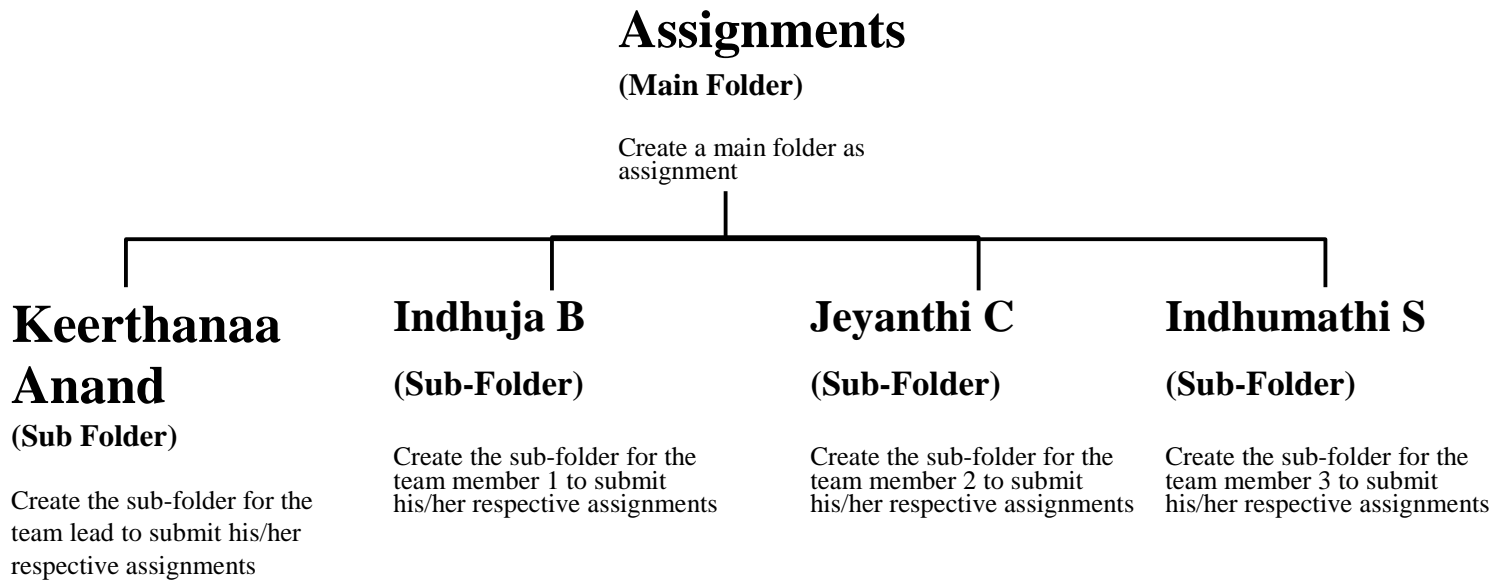 Assignments
(Main Folder)
Create a main folder as
assignment
Keerthanaa
Anand
(Sub Folder)
Create the sub-folder for the
team lead to submit his/her
respective assignments
Indhuja B
(Sub-Folder)
Create the sub-folder for the
team member 1 to submit
his/her respective assignments
Jeyanthi C
(Sub-Folder)
Create the sub-folder for the
team member 2 to submit
his/her respective assignments
Indhumathi S
(Sub-Folder)
Create the sub-folder for the
team member 3 to submit
his/her respective assignments